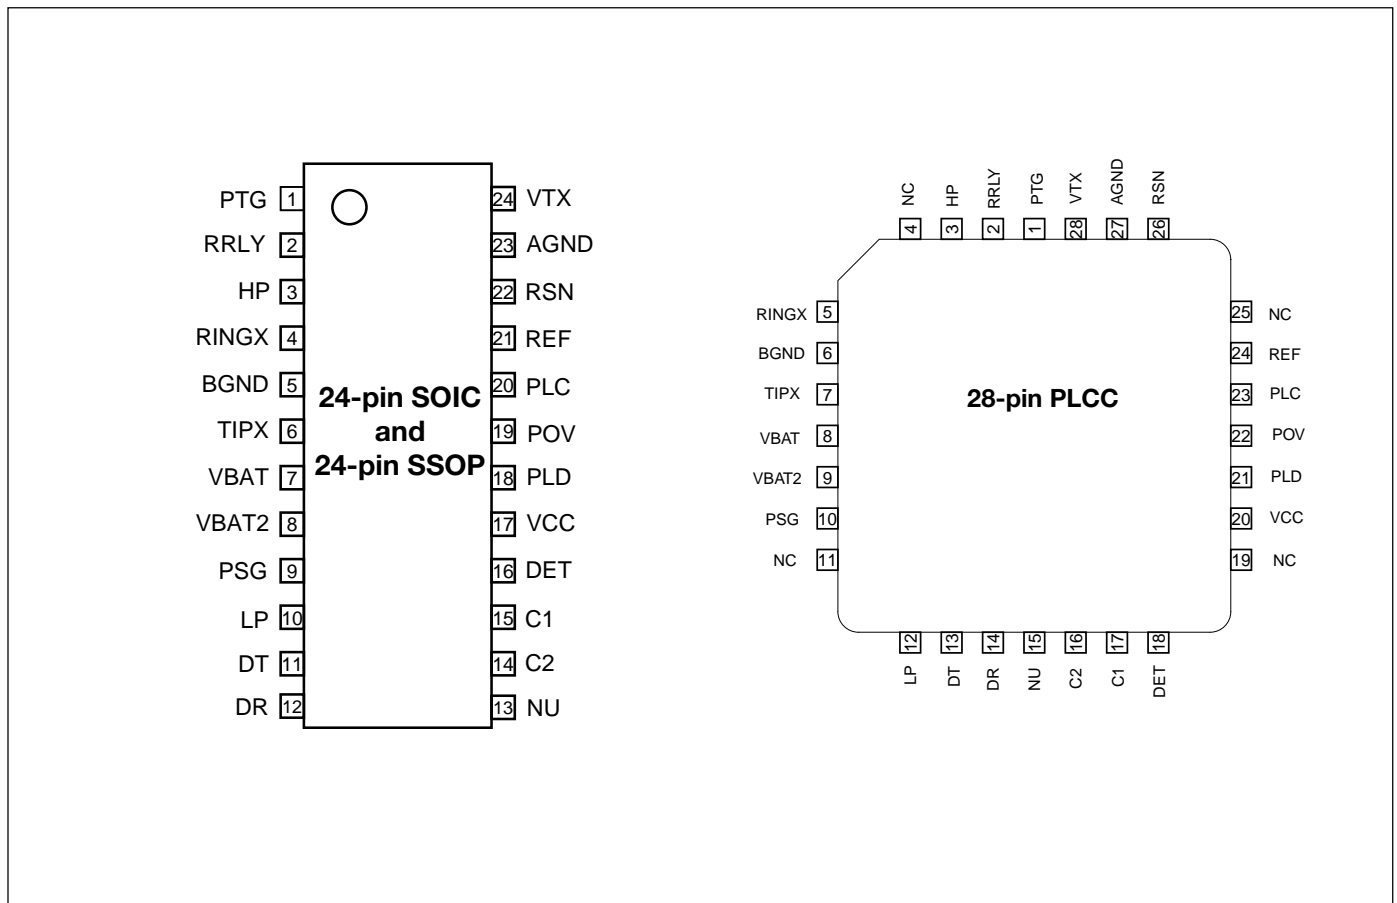 PTG 1
RRLY 2
HP 3
RINGX 4
BGND 5
TIPX 6
VBAT 7
VBAT2 8
PSG 9
LP 10
DT 11
DR 12
24-pin SOIC
and
24-pin SSOP
24 VTX
23 AGND
22 RSN
21 REF
20 PLC
19 POV
18 PLD
17 VCC
16 DET
15 C1
14 C2
13 NU
NC HP RRLY PTG VTX AGND RSN
4 3 2 1 28 27 26
RINGX 5
BGND 6
TIPX 7
VBAT 8
VBAT2 9
PSG 10
NC 11
28-pin PLCC
25 NC
24 REF
23 PLC
22 POV
21 PLD
20 VCC
19 NC
12 13 14 15 16 17 18
LP DT DR NU C2 C1 DET